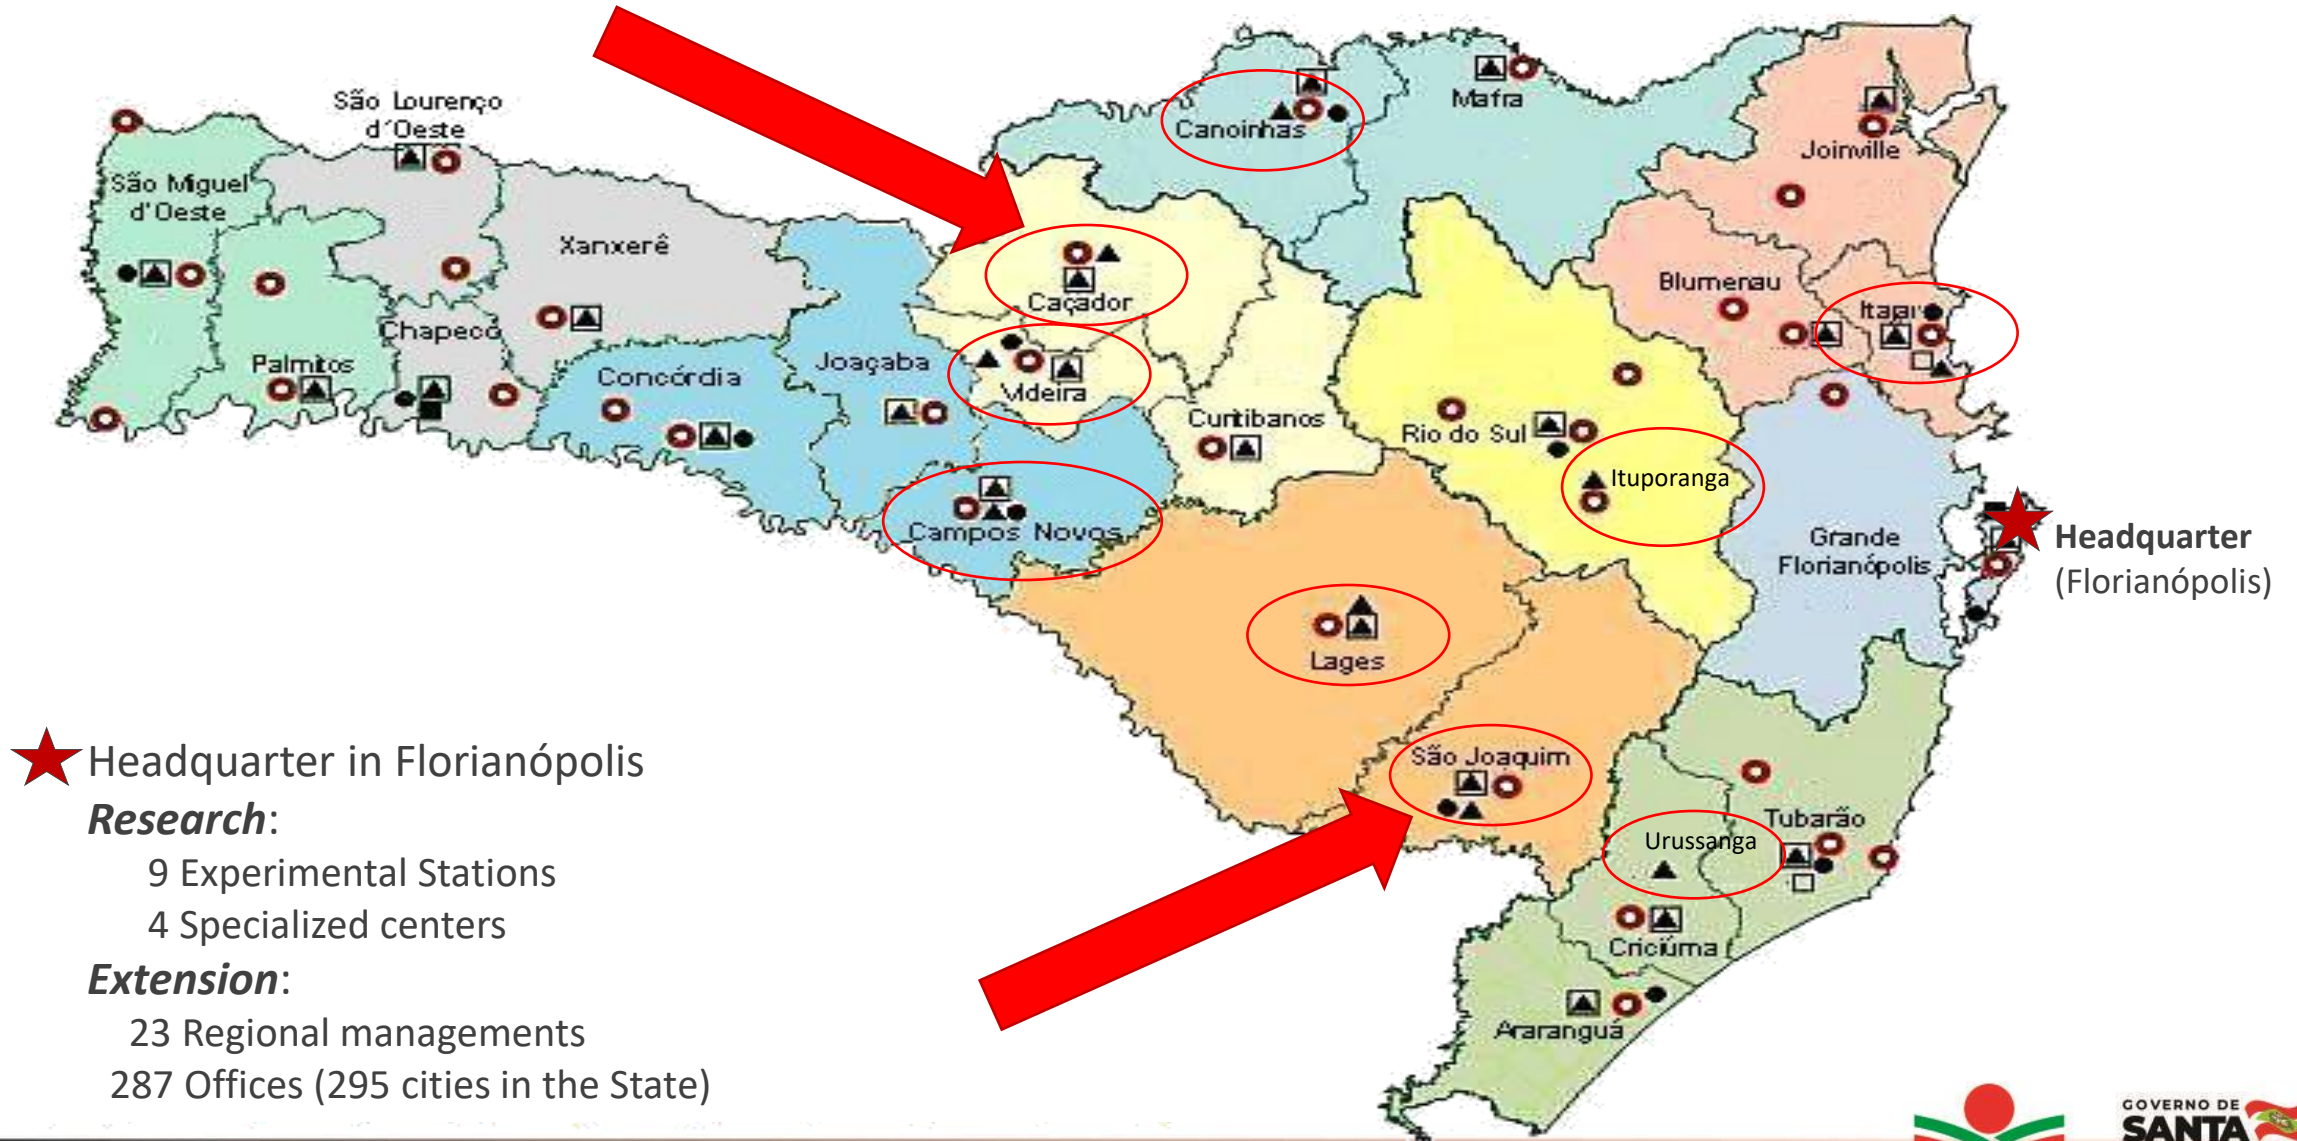 São Lourenço
d'Oeste
Mafra
Canoinhas
Joinville
São Miguel
d'Oeste
Xanxerê
Blumenau
Caçador
Itajaí
Chapecó
Palmitos
Concórdia
Joaçaba
Videira
Curitibanos
Rio do Sul
Ituporanga
Campos Novos
Grande
Florianópolis
Headquarter
(Florianópolis)
Lages
São Joaquim
Tubarão
Urussanga
Criciúma
Araranguá
Headquarter in Florianópolis
Research:
9 Experimental Stations
4 Specialized centers
Extension:
23 Regional managements
287 Offices (295 cities in the State)
GOVERNO DE
SANTA